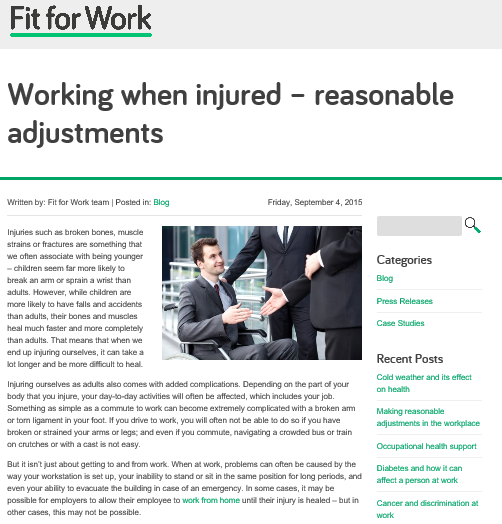 Fit for Work
Working when injured – reasonable
adjustments
Written by: Fit for Work team | Posted in: Blog
Friday, September 4, 2015
Injuries such as broken bones, muscle
strains or fractures are something that
we often associate with being younger
– children seem far more likely to
break an arm or sprain a wrist than
adults. However, while children are
more likely to have falls and accidents
than adults, their bones and muscles
heal much faster and more completely
than adults. That means that when we
end up injuring ourselves, it can take a
lot longer and be more difficult to heal.
Injuring ourselves as adults also comes with added complications. Depending on the part of your
body that you injure, your day-to-day activities will often be affected, which includes your job.
Something as simple as a commute to work can become extremely complicated with a broken arm
or torn ligament in your foot. If you drive to work, you will often not be able to do so if you have
broken or strained your arms or legs; and even if you commute, navigating a crowded bus or train
on crutches or with a cast is not easy.
But it isn't just about getting to and from work. When at work, problems can often be caused by the
way your workstation is set up, your inability to stand or sit in the same position for long periods, and
even your ability to evacuate the building in case of an emergency. In some cases, it may be
possible for employers to allow their employee to work from home until their injury is healed – but in
other cases, this may not be possible.
Categories
Blog
Press Releases
Case Studies
Recent Posts
Cold weather and its effect
on health
Making reasonable
adjustments in the workplace
Occupational health support
Diabetes and how it can
affect a person at work
Cancer and discrimination at
work